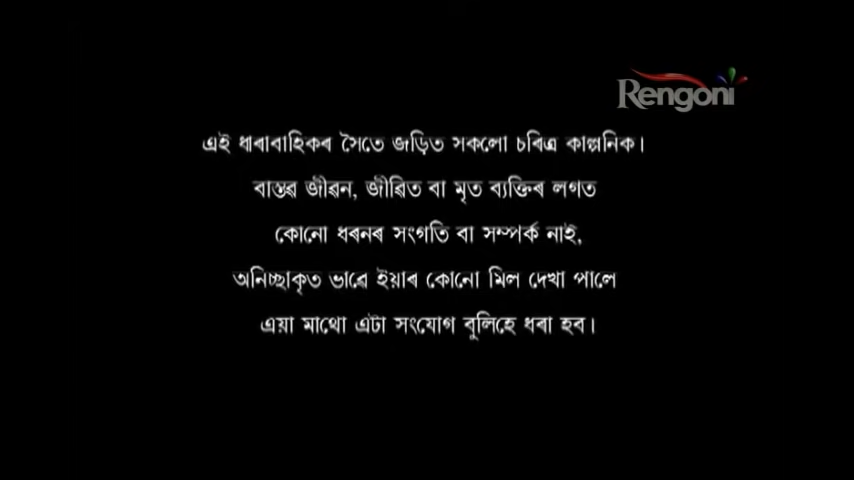 Rengoni
এই ধাৰাবাহিকৰ সৈতে জড়িত সকলো চৰিত্ৰ কাল্পনিক।
বাস্তৱ জীৱন, জীৱিত বা মৃত ব্যক্তিৰ লগত
কোনো ধৰনৰ সংগতি বা সম্পৰ্ক নাই,
অনিচ্ছাকৃত ভাৱে ইয়াৰ কোনো মিল দেখা পালে
এয়া মাথো এটা সংযোগ বুলিহে ধৰা হব।